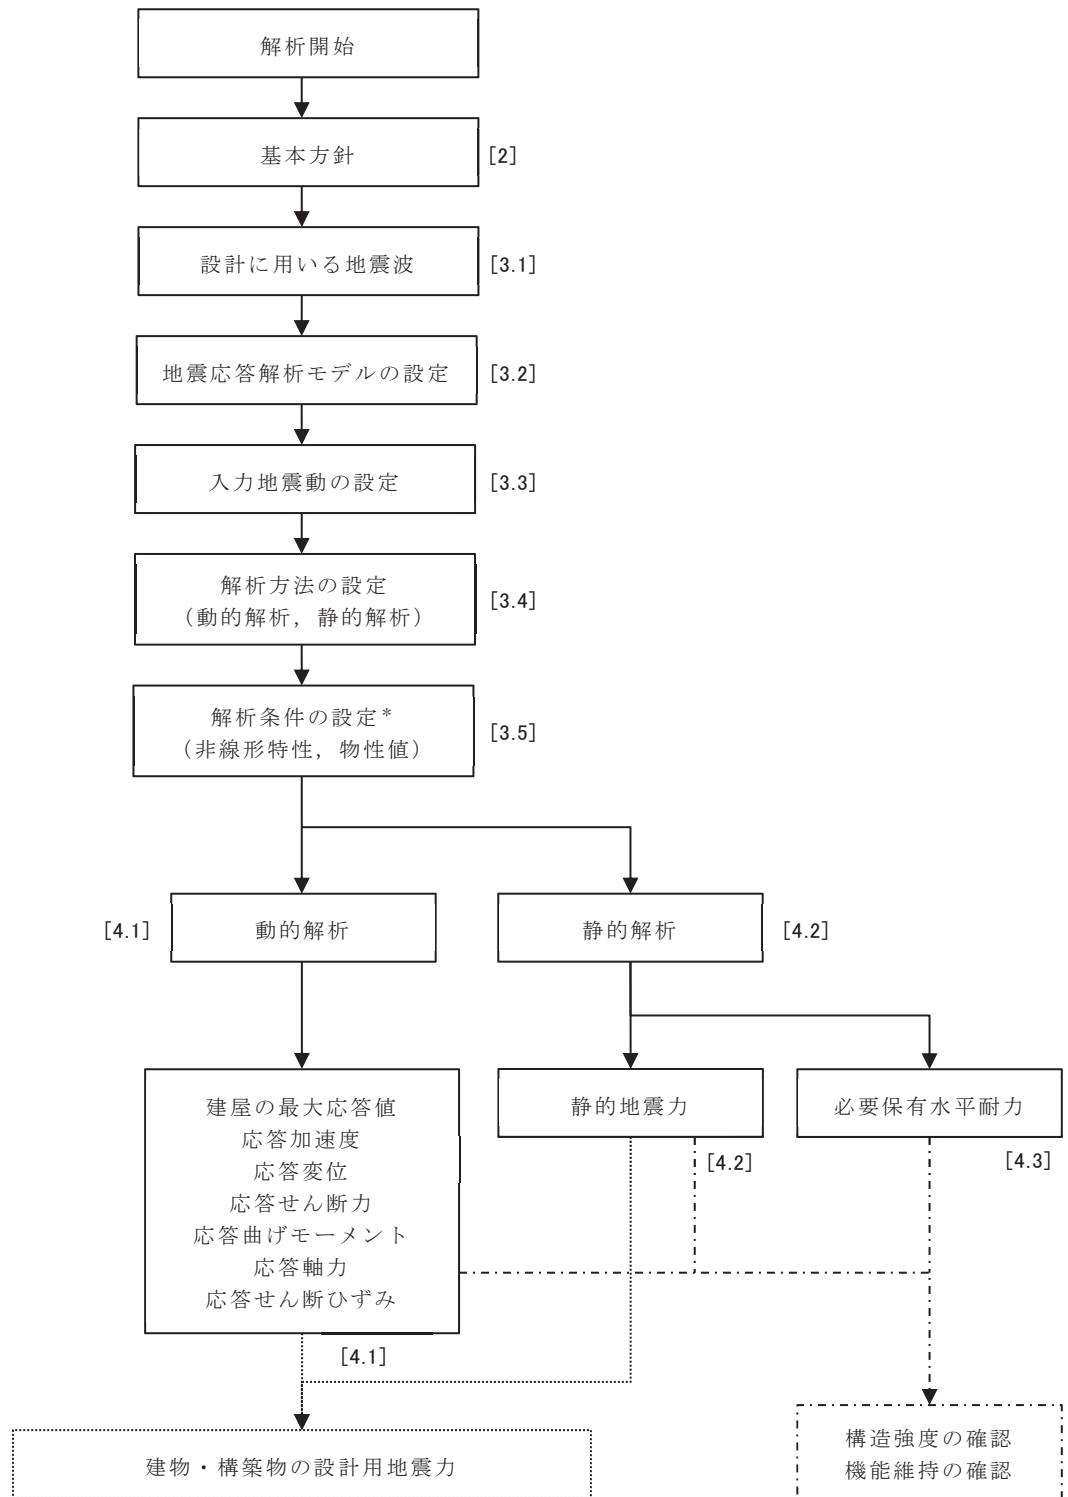 解析開始
基本方針
[2]
設計に用いる地震波
[3.1]
地震応答解析モデルの設定
[3.2]
入力地震動の設定
[3.3]
解析方法の設定
（動的解析，静的解析）
[3.4]
解析条件の設定*
（非線形特性，物性値）
[3.5]
[4.1]
動的解析
静的解析
[4.2]
建屋の最大応答値
応答加速度
応答変位
応答せん断力
応答曲げモーメント
応答軸力
応答せん断ひずみ
[4.1]
静的地震力
[4.2]
必要保有水平耐力
[4.3]
建物・構築物の設計用地震力
構造強度の確認
機能維持の確認